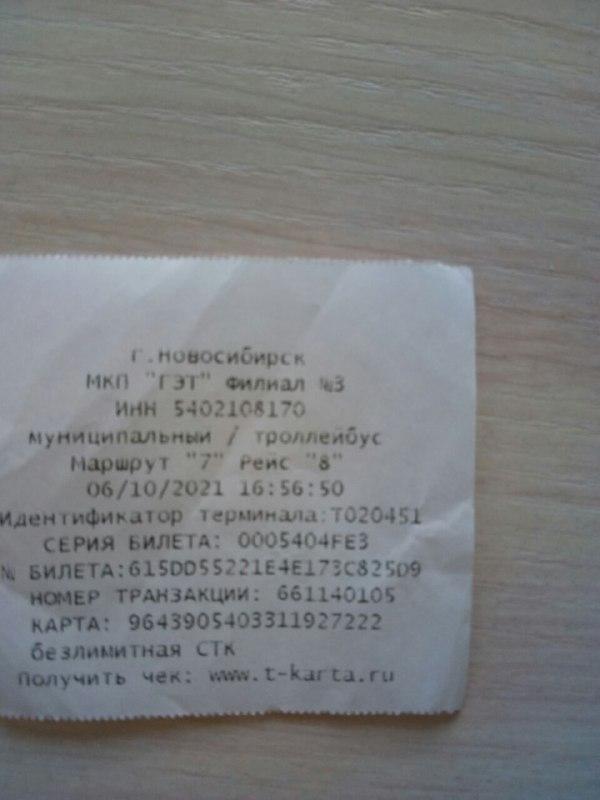 г.Новосибирск
МКП "ГЭТ" Филиал №3
ИНН 5402108170
муниципальный / троллейбус
Маршрут "7" Рейс "8"
06/10/2021 16:56:50
Идентификатор терминала:T020451
СЕРИЯ БИЛЕТА: 0005404FE3
№ БИЛЕТА:615DD55221E4E173C825D9
НОМЕР ТРАНЗАКЦИИ: 661140105
КАРТА: 9643905403311927222
безлимитная СТК
Получить чек: www.t-karta.ru